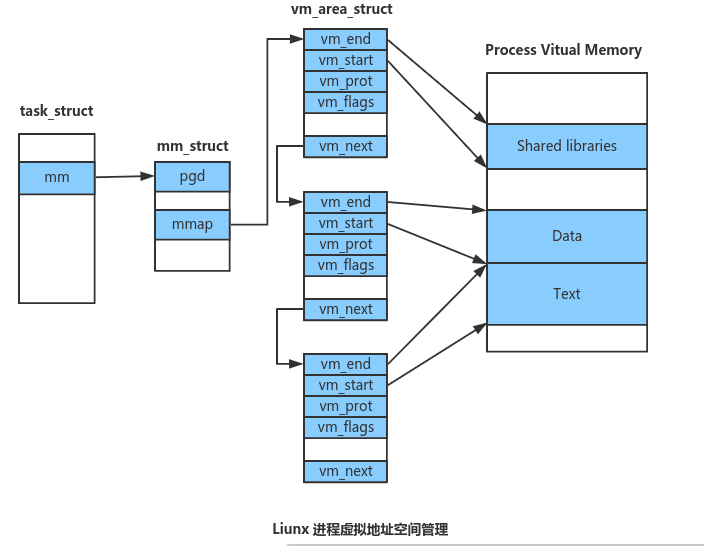 vm_area_struct
vm_end
vm_start
vm_prot
vm_flags
vm_next
Process Vitual Memory
Shared libraries
Data
Text
task_struct
mm
mm_struct
pgd
mmap
vm_end
vm_start
vm_prot
vm_flags
vm_next
vm_end
vm_start
vm_prot
vm_flags
vm_next
Liunx 进程虚拟地址空间管理